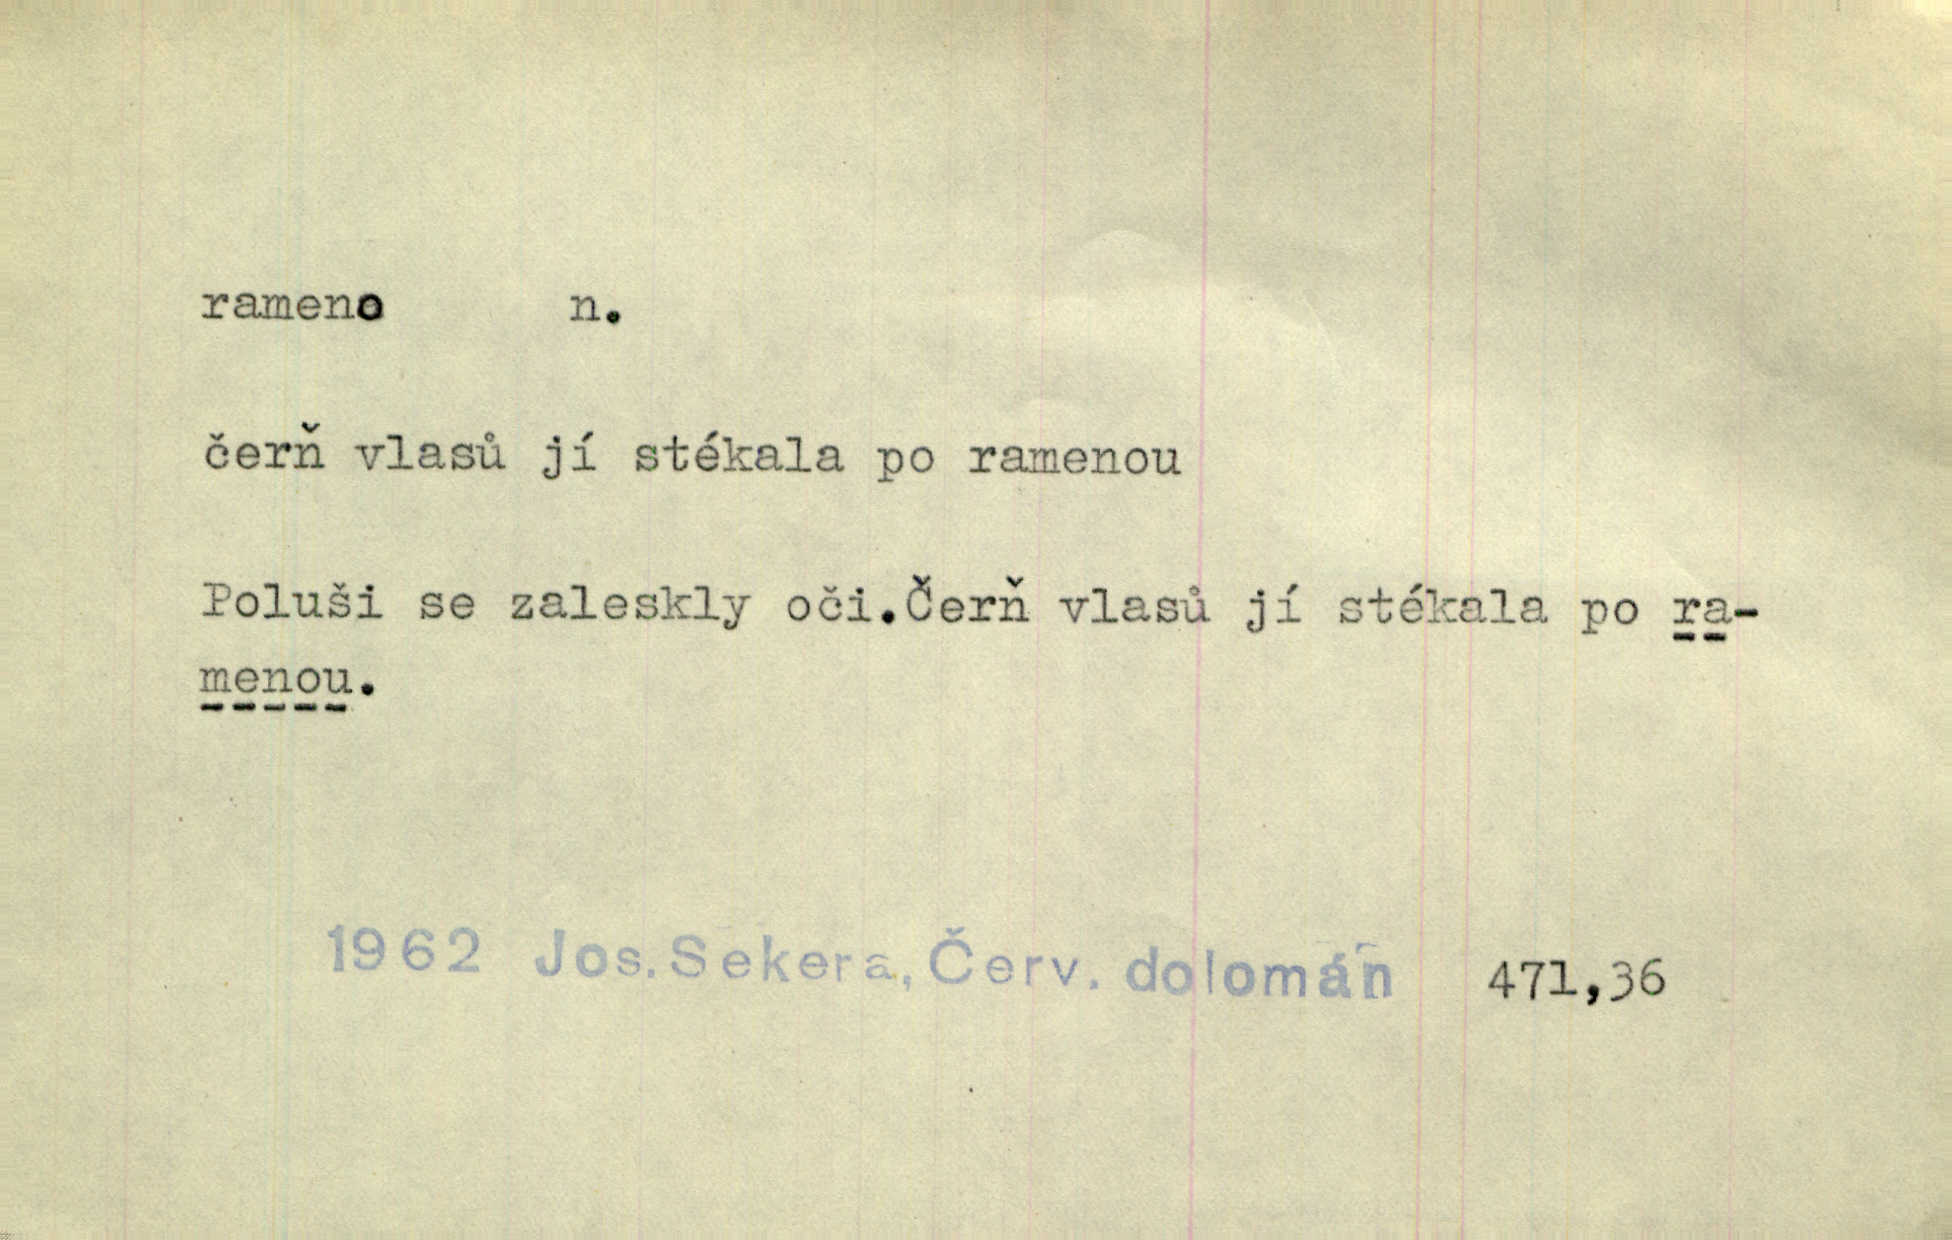 rameno n.
čerň vlasů jí stékala po ramenou
Poluši se zaleskly oči.Čerň vlasů jí stékala po ra-
menou.
1962 Jos. Sekera, Červ. dolomán 471,36